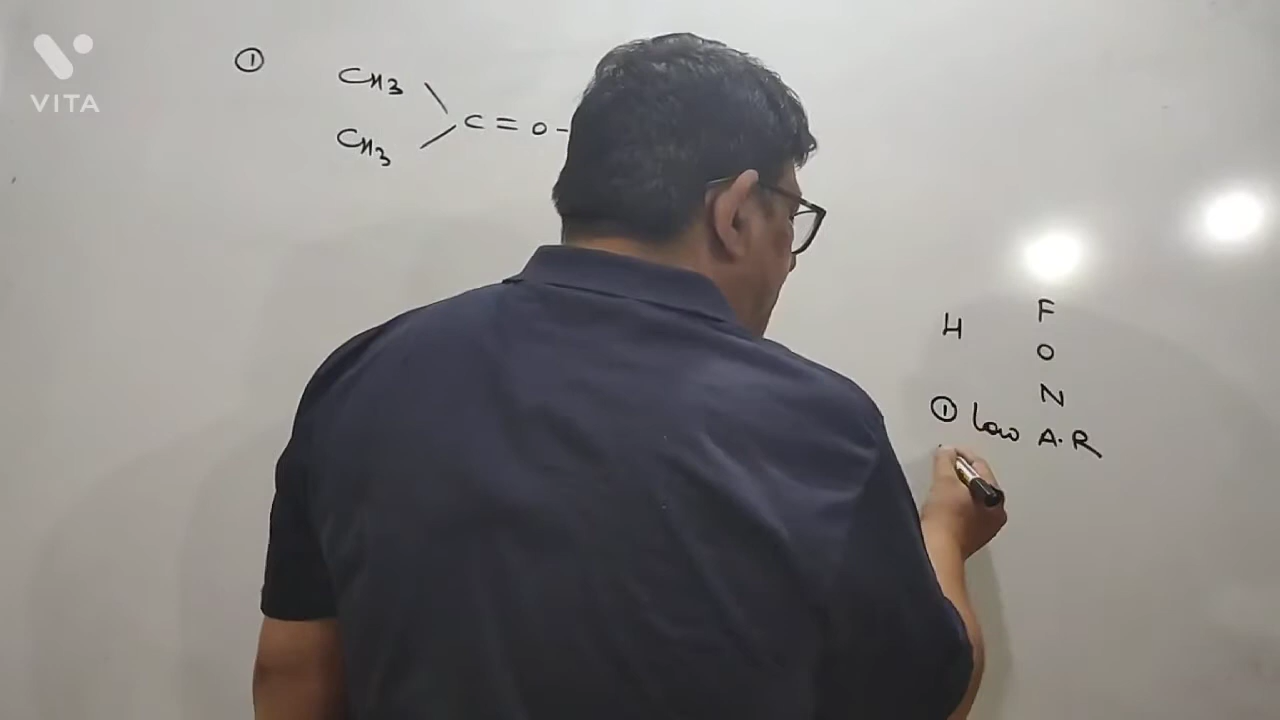 VITA
①
CH3
CH3
C = O -
H
F
O
N
① Low A.R